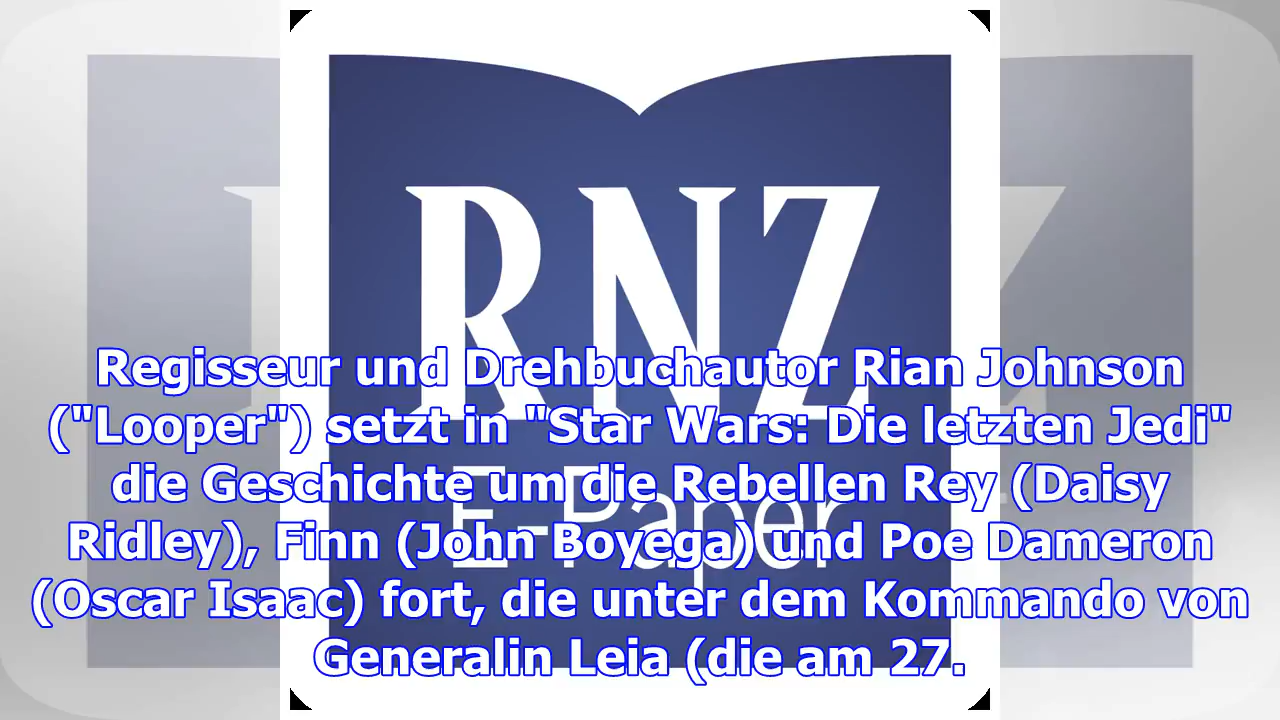 RNZ
E-Paper
Regisseur und Drehbuchautor Rian Johnson
("Looper") setzt in "Star Wars: Die letzten Jedi"
die Geschichte um die Rebellen Rey (Daisy
Ridley), Finn (John Boyega) und Poe Dameron
(Oscar Isaac) fort, die unter dem Kommando von
Generalin Leia (die am 27.